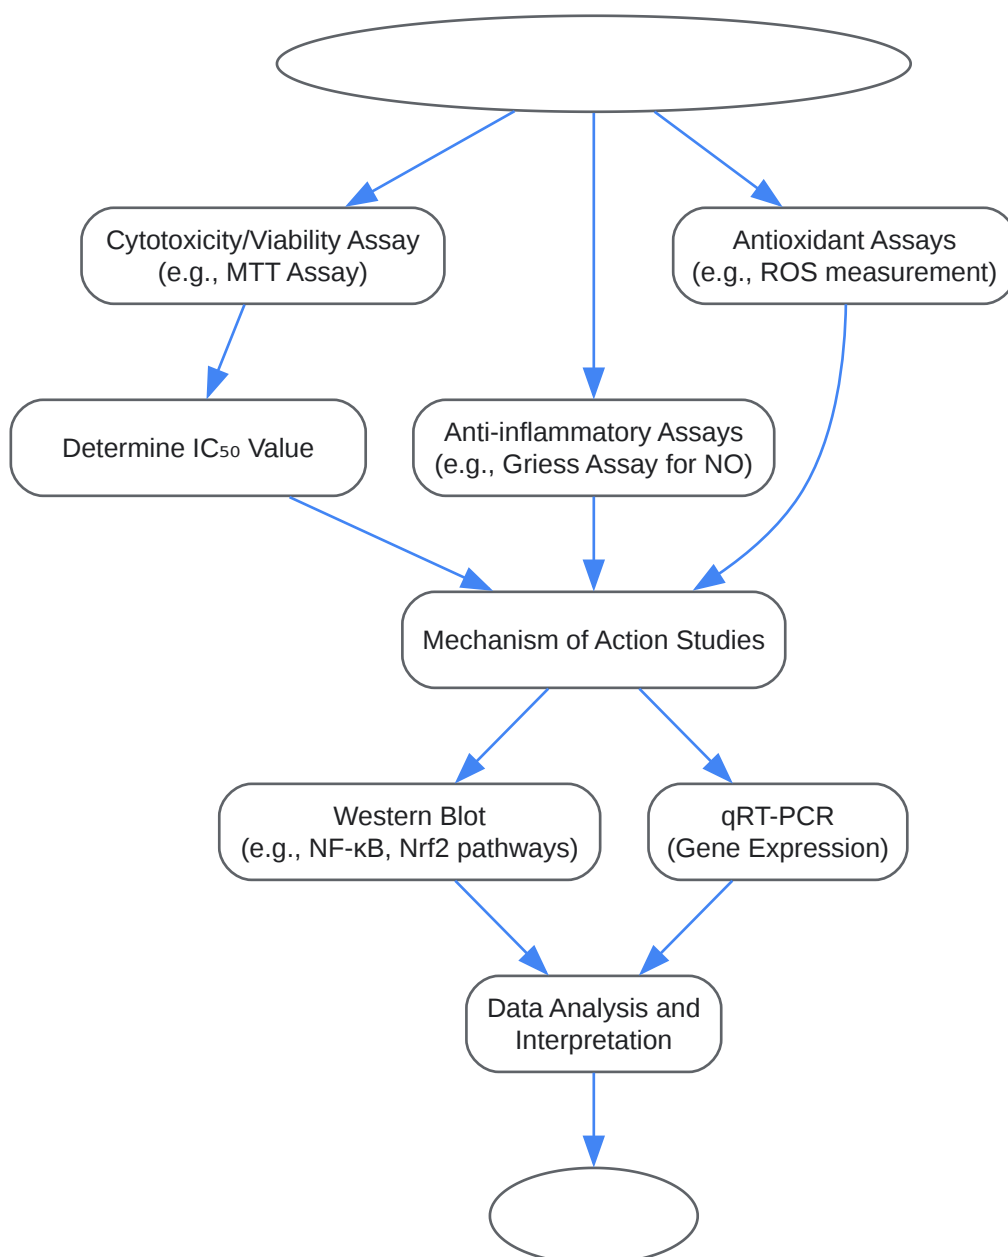 Cytotoxicity/Viability Assay
(e.g., MTT Assay)
Antioxidant Assays
(e.g., ROS measurement)
Determine IC₅₀ Value
Anti-inflammatory Assays
(e.g., Griess Assay for NO)
Mechanism of Action Studies
Western Blot
(e.g., NF-κB, Nrf2 pathways)
qRT-PCR
(Gene Expression)
Data Analysis and
Interpretation